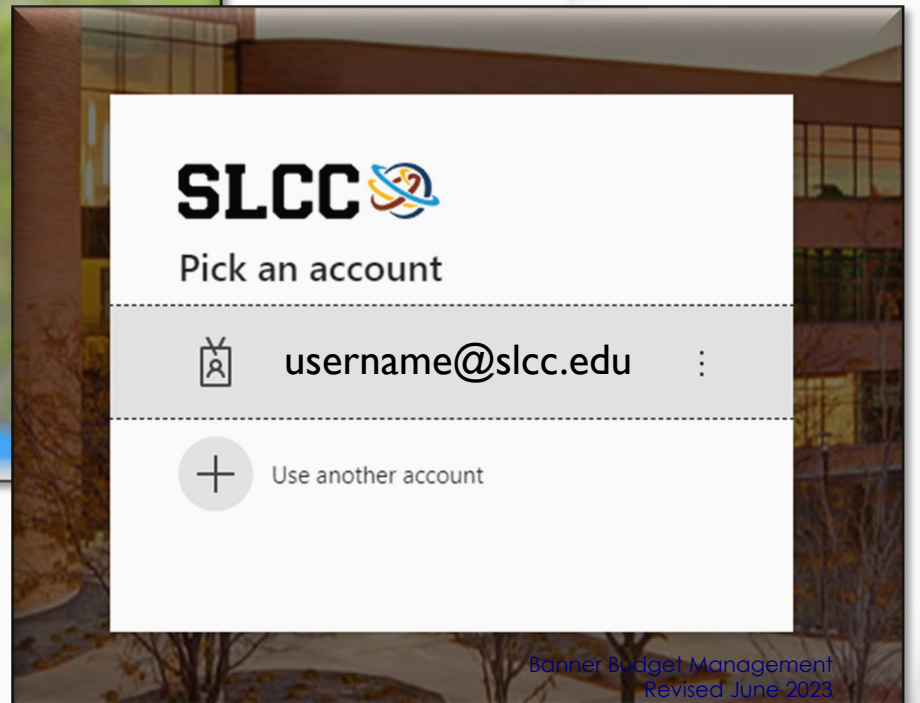 SLCC
Pick an account
username@slcc.edu
Use another account
Banner Budget Management
Revised June 2023